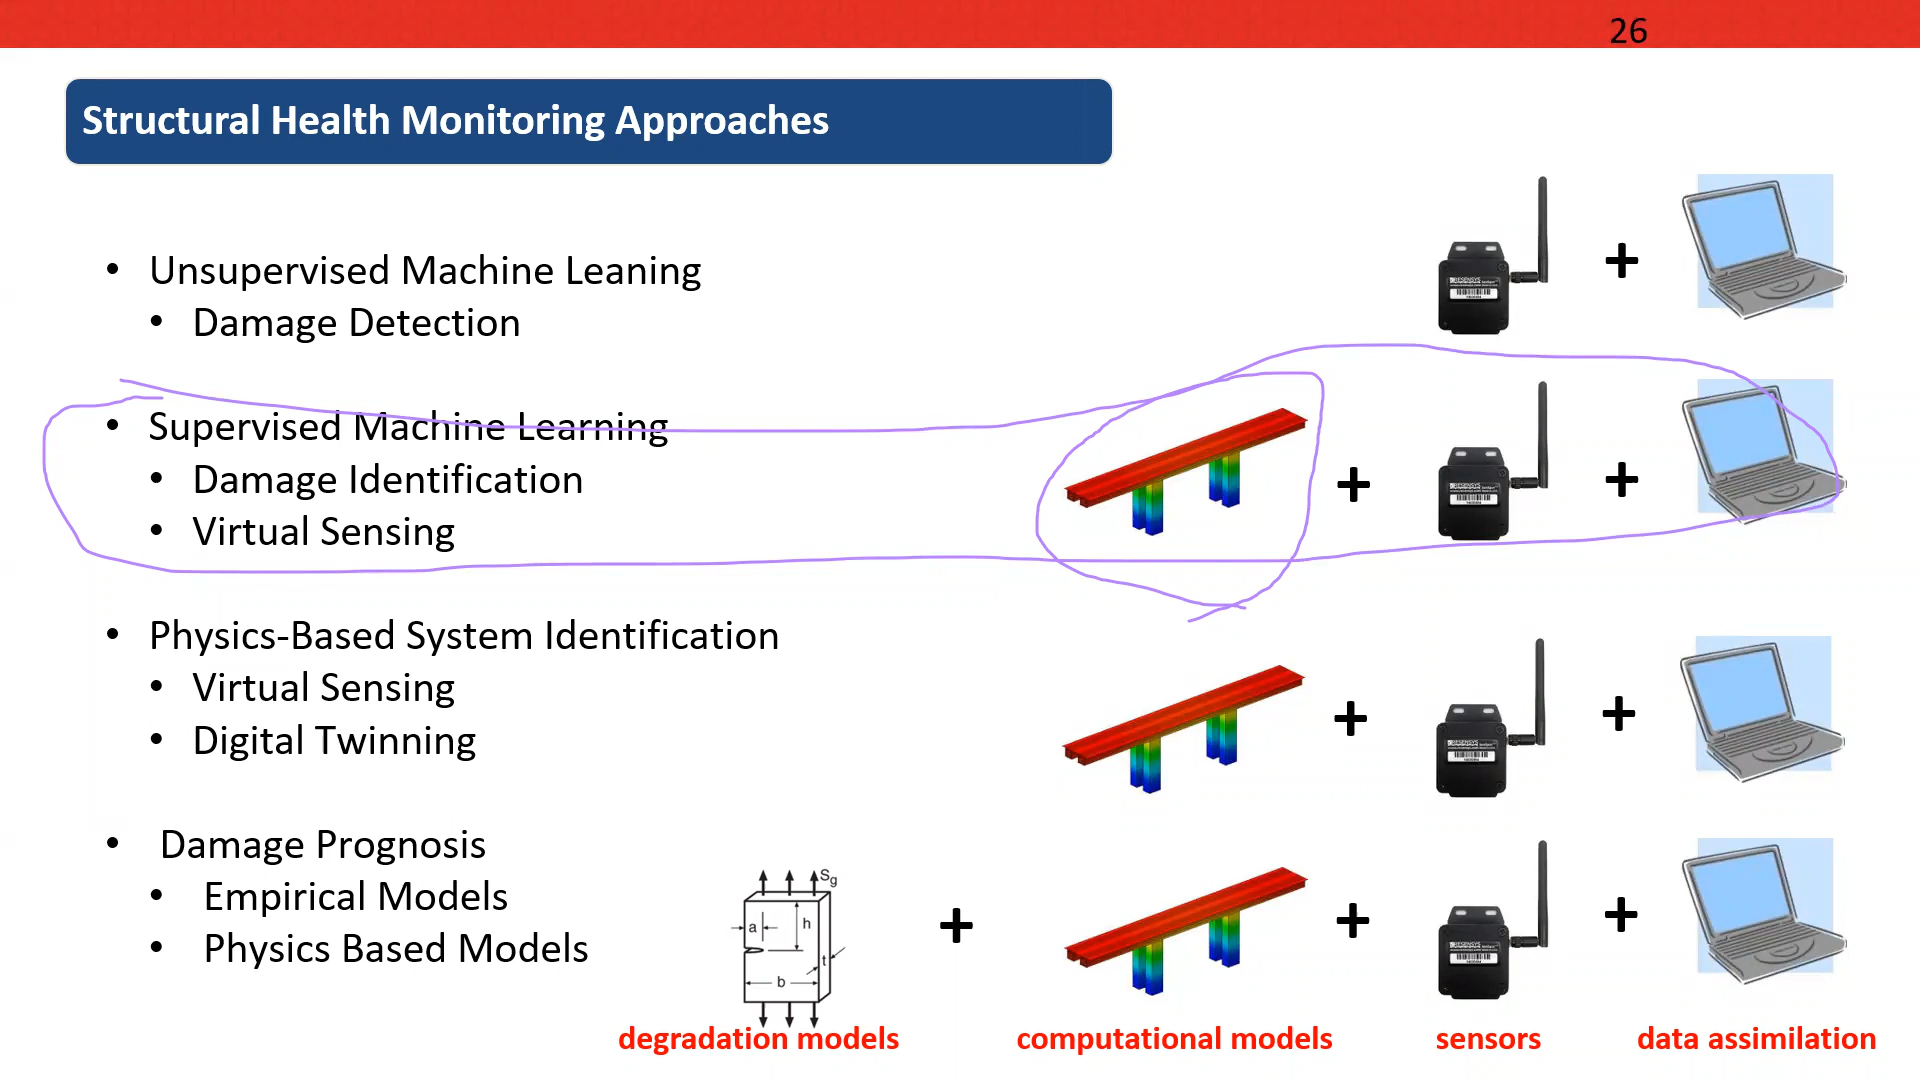 26
Structural Health Monitoring Approaches
• Unsupervised Machine Leaning
• Damage Detection
• Supervised Machine Learning
• Damage Identification
• Virtual Sensing
• Physics-Based System Identification
• Virtual Sensing
• Digital Twinning
• Damage Prognosis
• Empirical Models
• Physics Based Models
Sg
h
a
t
b
+
+
+
+
+
+
+
+
degradation models
computational models
sensors
data assimilation